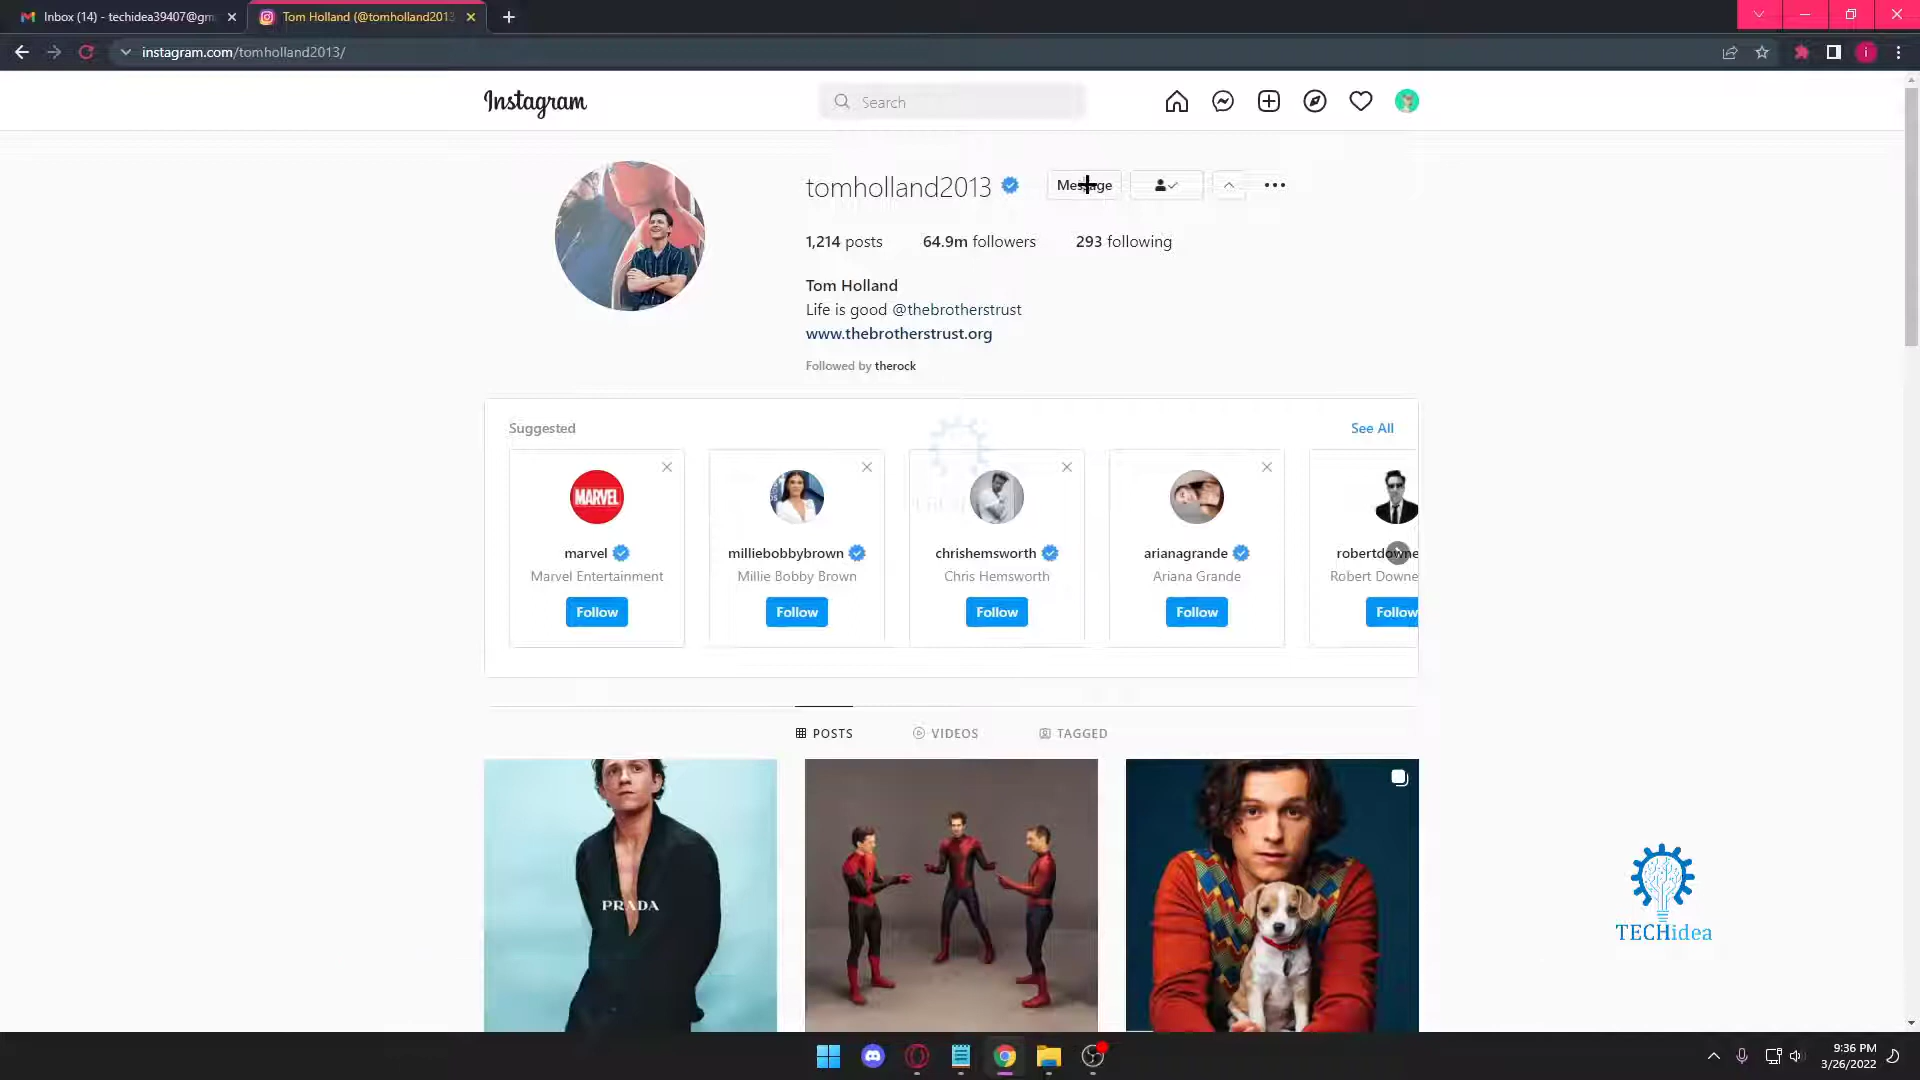 Inbox (14) - techidea39407@gm
Tom Holland (@tomholland2013
instagram.com/tomholland2013/
i
Instagram
Search
tomholland2013
Message
1,214 posts
64.9m followers
293 following
Tom Holland
Life is good @thebrotherstrust
www.thebrotherstrust.org
Followed by therock
Suggested
See All
MARVEL
marvel
Marvel Entertainment
Follow
milliebobbybrown
Millie Bobby Brown
Follow
chrishemsworth
Chris Hemsworth
Follow
arianagrande
Ariana Grande
Follow
robertdowne
Robert Downe
Follow
POSTS
VIDEOS
TAGGED
PRADA
TECHidea
9:36 PM
3/26/2022